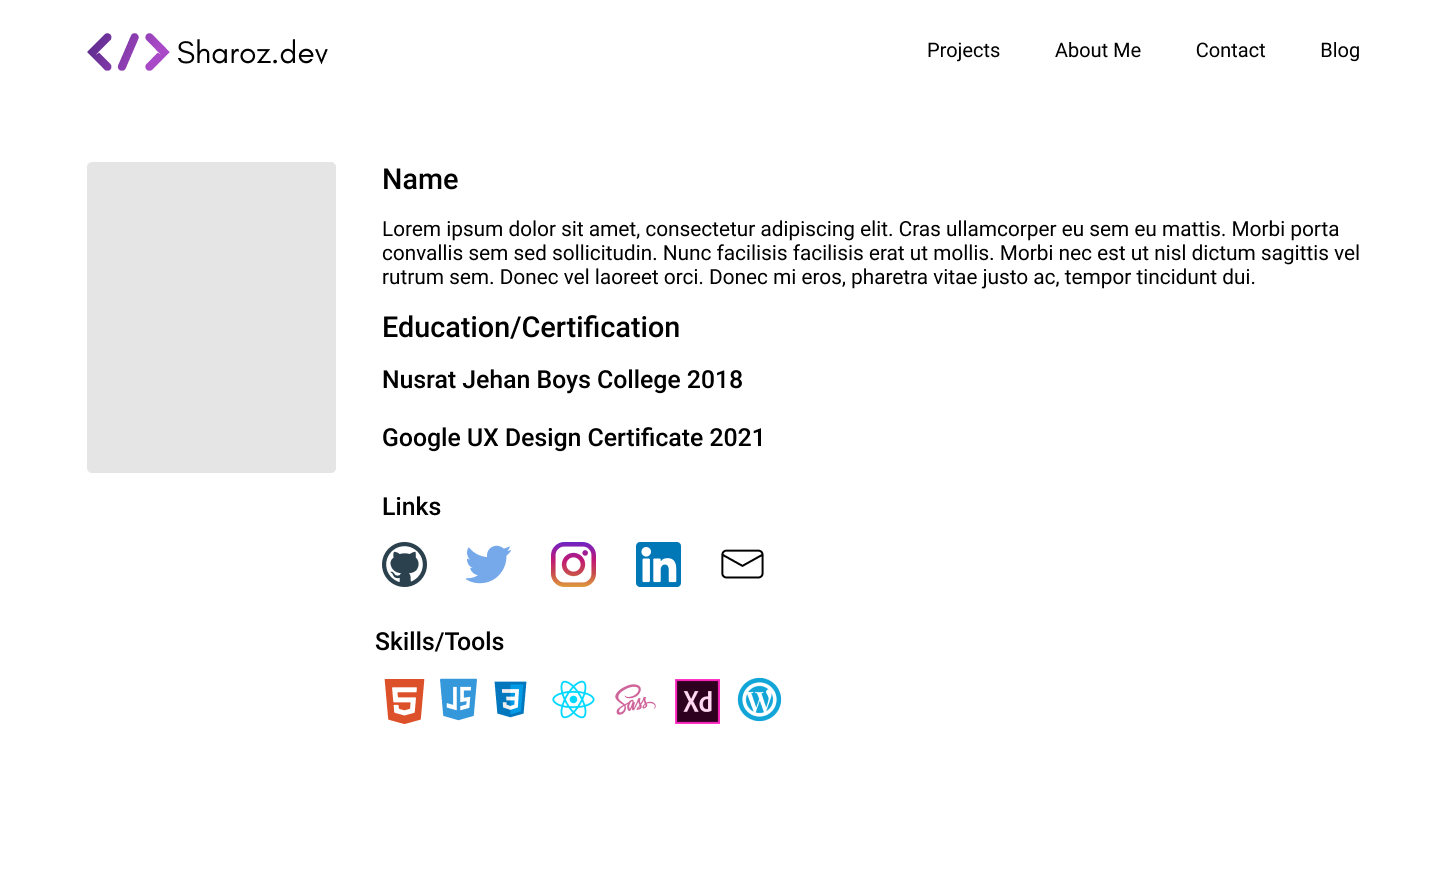 </> Sharoz.dev
Projects
About Me
Contact
Blog
Name
Lorem ipsum dolor sit amet, consectetur adipiscing elit. Cras ullamcorper eu sem eu mattis. Morbi porta
convallis sem sed sollicitudin. Nunc facilisis facilisis erat ut mollis. Morbi nec est ut nisl dictum sagittis vel
rutrum sem. Donec vel laoreet orci. Donec mi eros, pharetra vitae justo ac, tempor tincidunt dui.
Education/Certification
Nusrat Jehan Boys College 2018
Google UX Design Certificate 2021
Links
in
Skills/Tools
5 JS 3 Sass Xd W